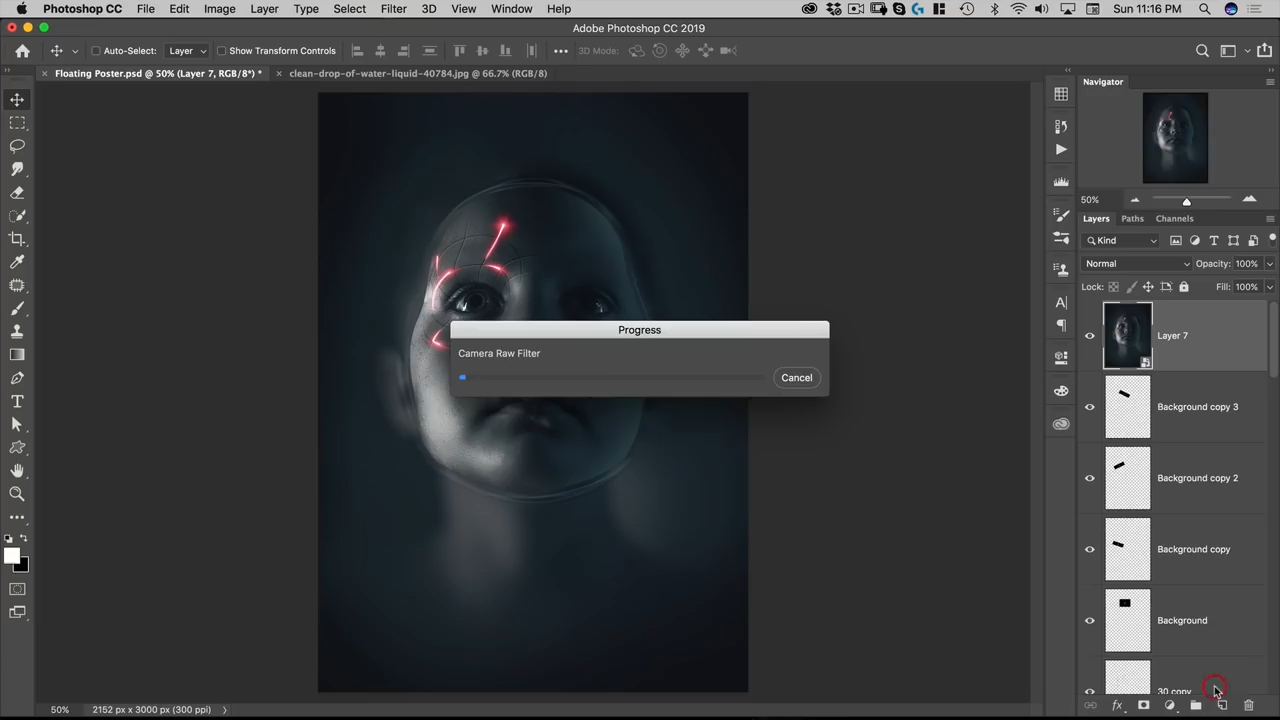 Photoshop CC File Edit Image Layer Type Select Filter 3D View Window Help Sun 11:16 PM
Adobe Photoshop CC 2019
Auto-Select: Layer Show Transform Controls 3D Mode:
× Floating Poster.psd @ 50% (Layer 7, RGB/8*) * × clean-drop-of-water-liquid-40784.jpg @ 66.7% (RGB/8)
Navigator
50%
Layers Paths Channels
Kind
Normal Opacity: 100%
Lock: Fill: 100%
Layer 7
Progress
Camera Raw Filter
Cancel
Background copy 3
Background copy 2
Background copy
Background
30 copy
50% 2152 px x 3000 px (300 ppi)
fx